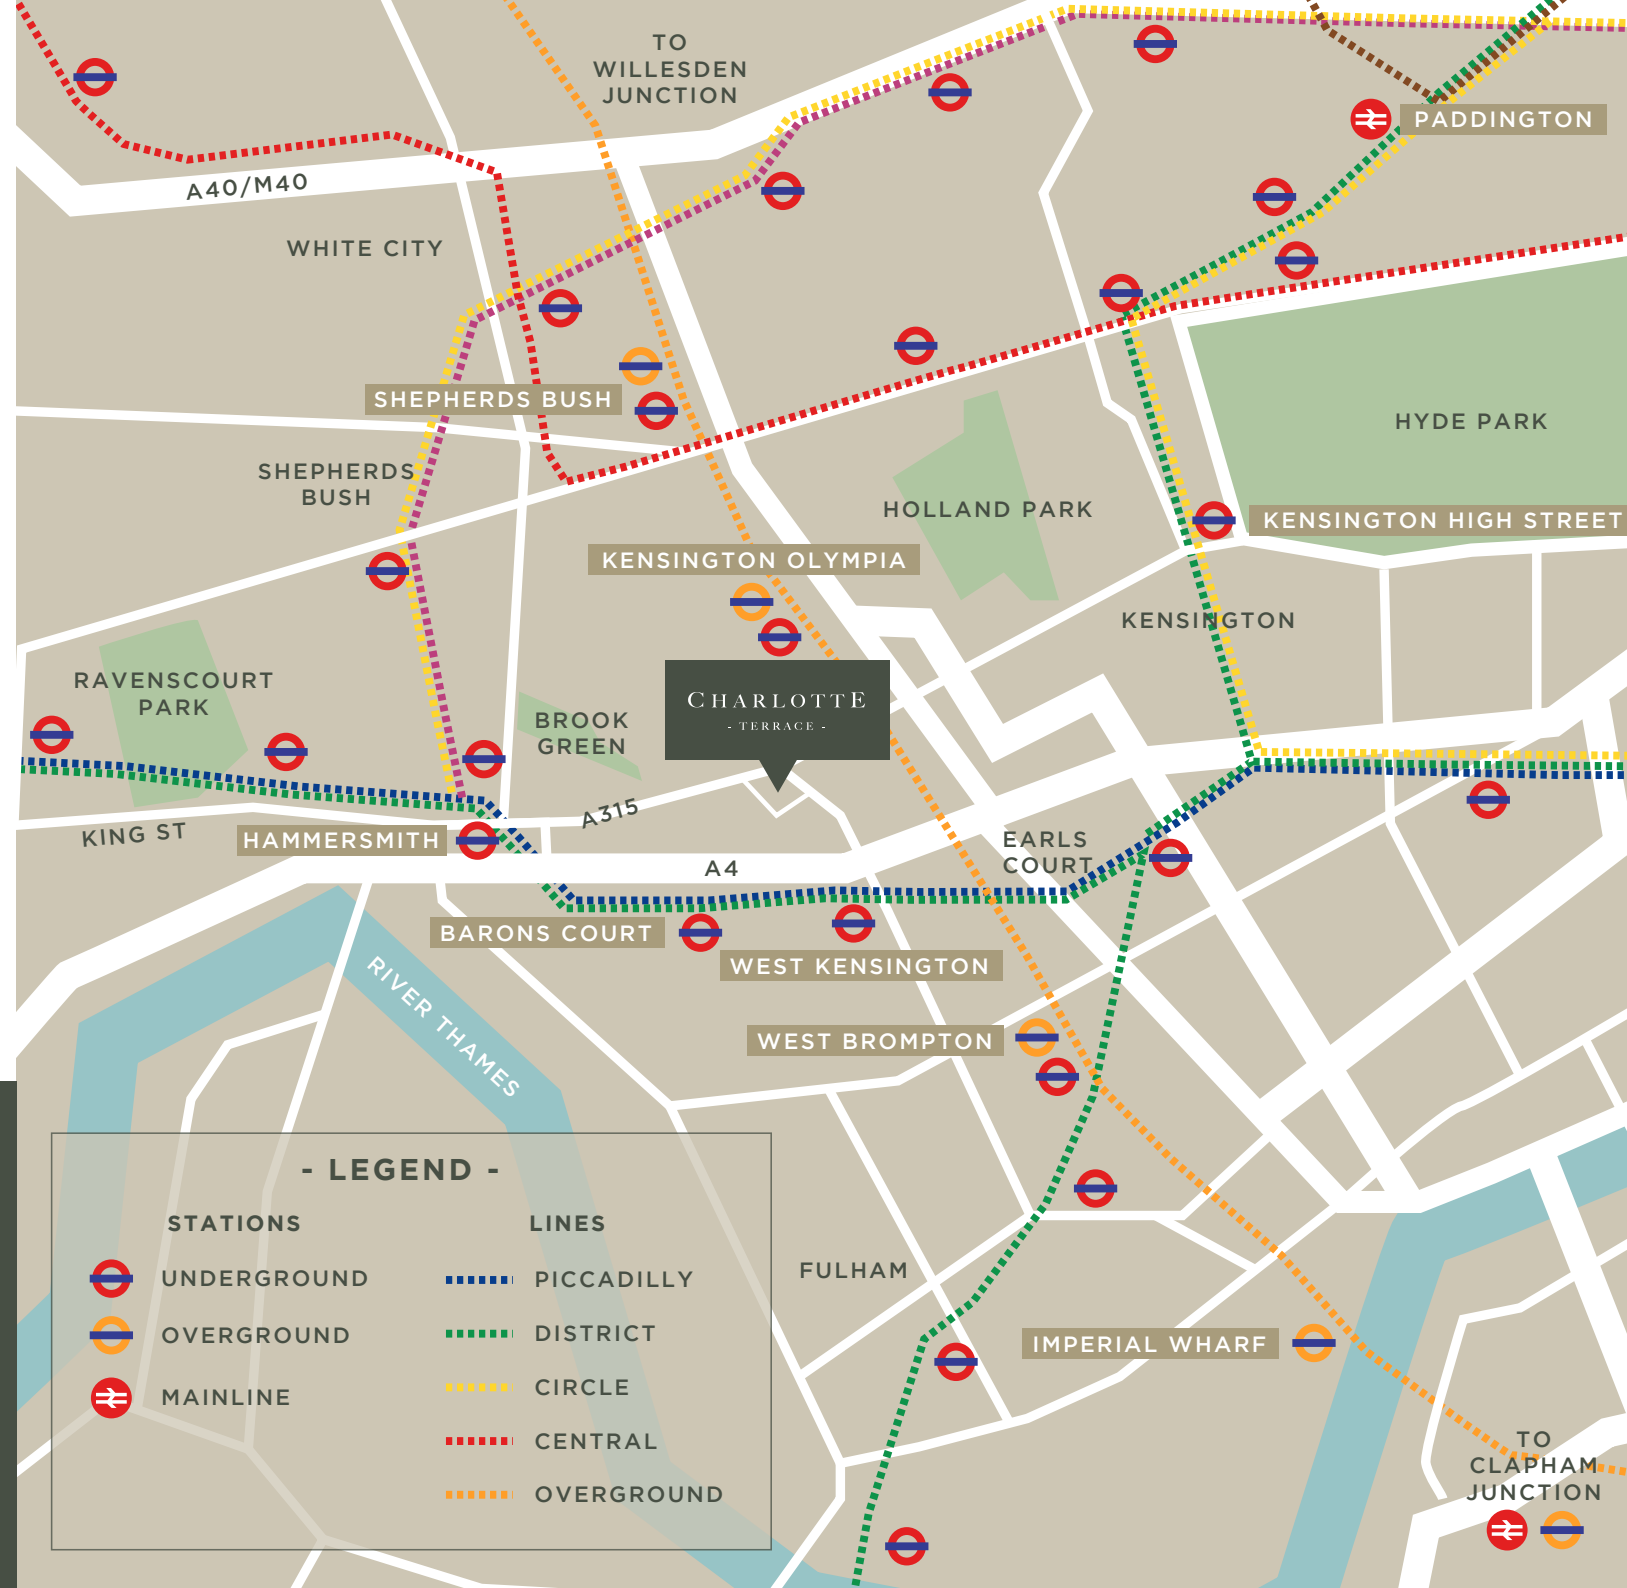 TO
WILLESDEN
JUNCTION
PADDINGTON
A40/M40
WHITE CITY
SHEPHERDS BUSH
HYDE PARK
SHEPHERDS
BUSH
HOLLAND PARK
KENSINGTON HIGH STREET
KENSINGTON OLYMPIA
KENSINGTON
RAVENSCOURT
PARK
CHARLOTTE
- TERRACE -
BROOK
GREEN
A315
KING ST
HAMMERSMITH
EARLS
COURT
A4
BARONS COURT
WEST KENSINGTON
RIVER THAMES
WEST BROMPTON
- LEGEND -
STATIONS
LINES
UNDERGROUND
PICCADILLY
OVERGROUND
DISTRICT
MAINLINE
CIRCLE
CENTRAL
OVERGROUND
FULHAM
IMPERIAL WHARF
TO
CLAPHAM
JUNCTION